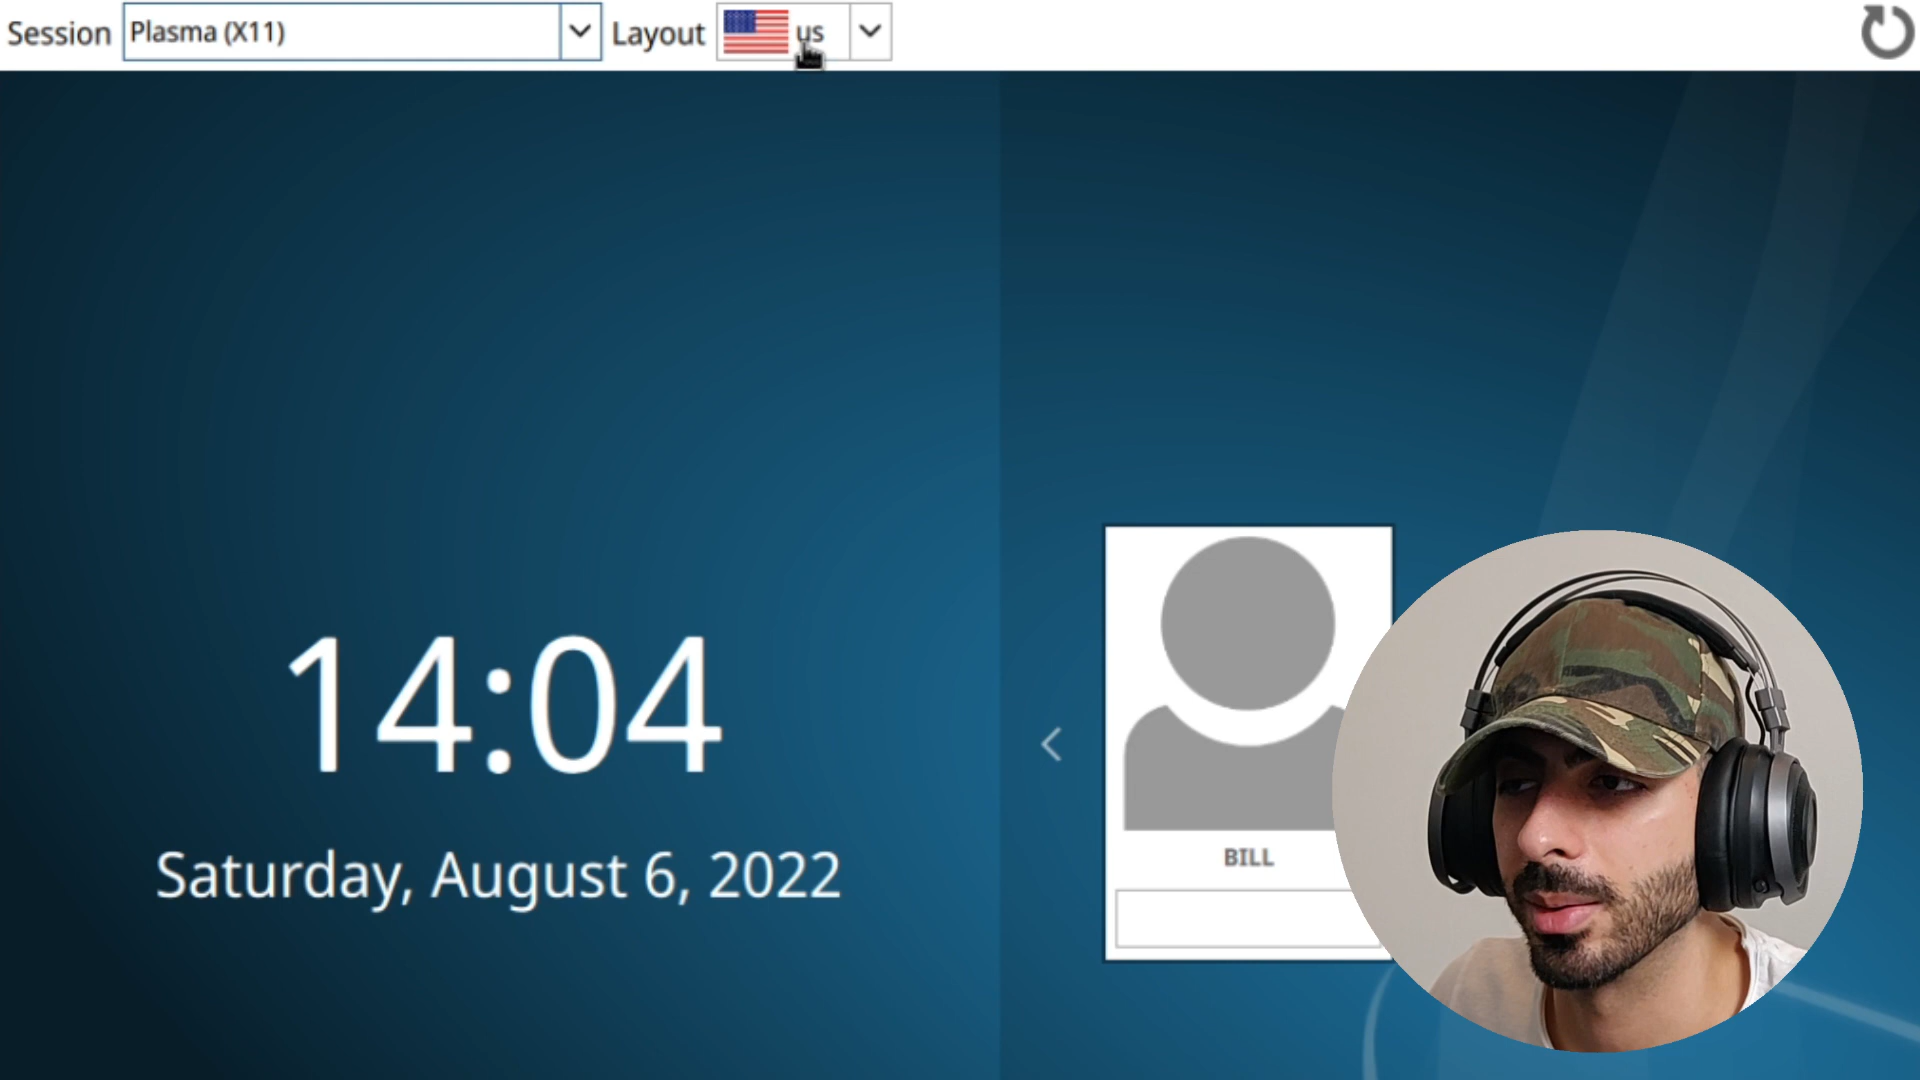 Session Plasma (X11) Layout us
14:04
Saturday, August 6, 2022
BILL